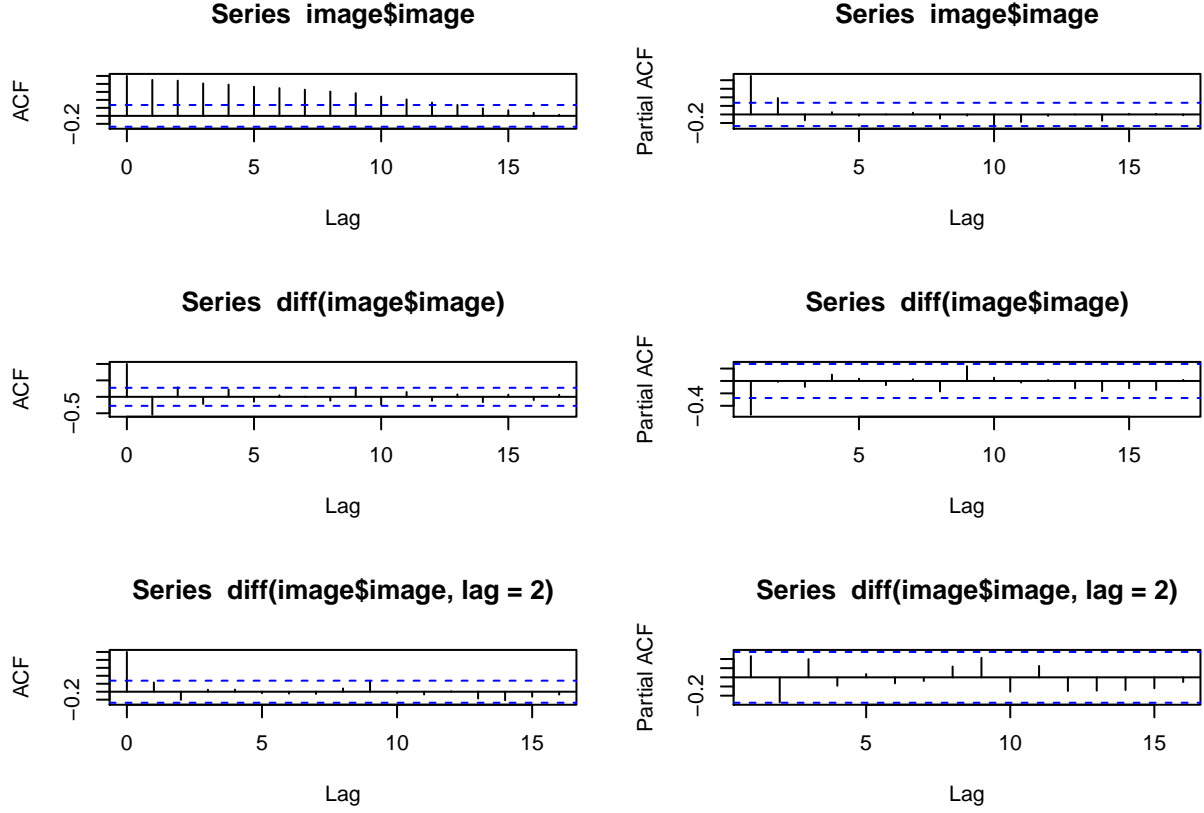 Series image$image
ACF
−0.2
0 5 10 15
Lag
Series image$image
Partial ACF
−0.2
5 10 15
Lag
Series diff(image$image)
ACF
−0.5
0 5 10 15
Lag
Series diff(image$image)
Partial ACF
−0.4
5 10 15
Lag
Series diff(image$image, lag = 2)
ACF
−0.2
0 5 10 15
Lag
Series diff(image$image, lag = 2)
Partial ACF
−0.2
5 10 15
Lag